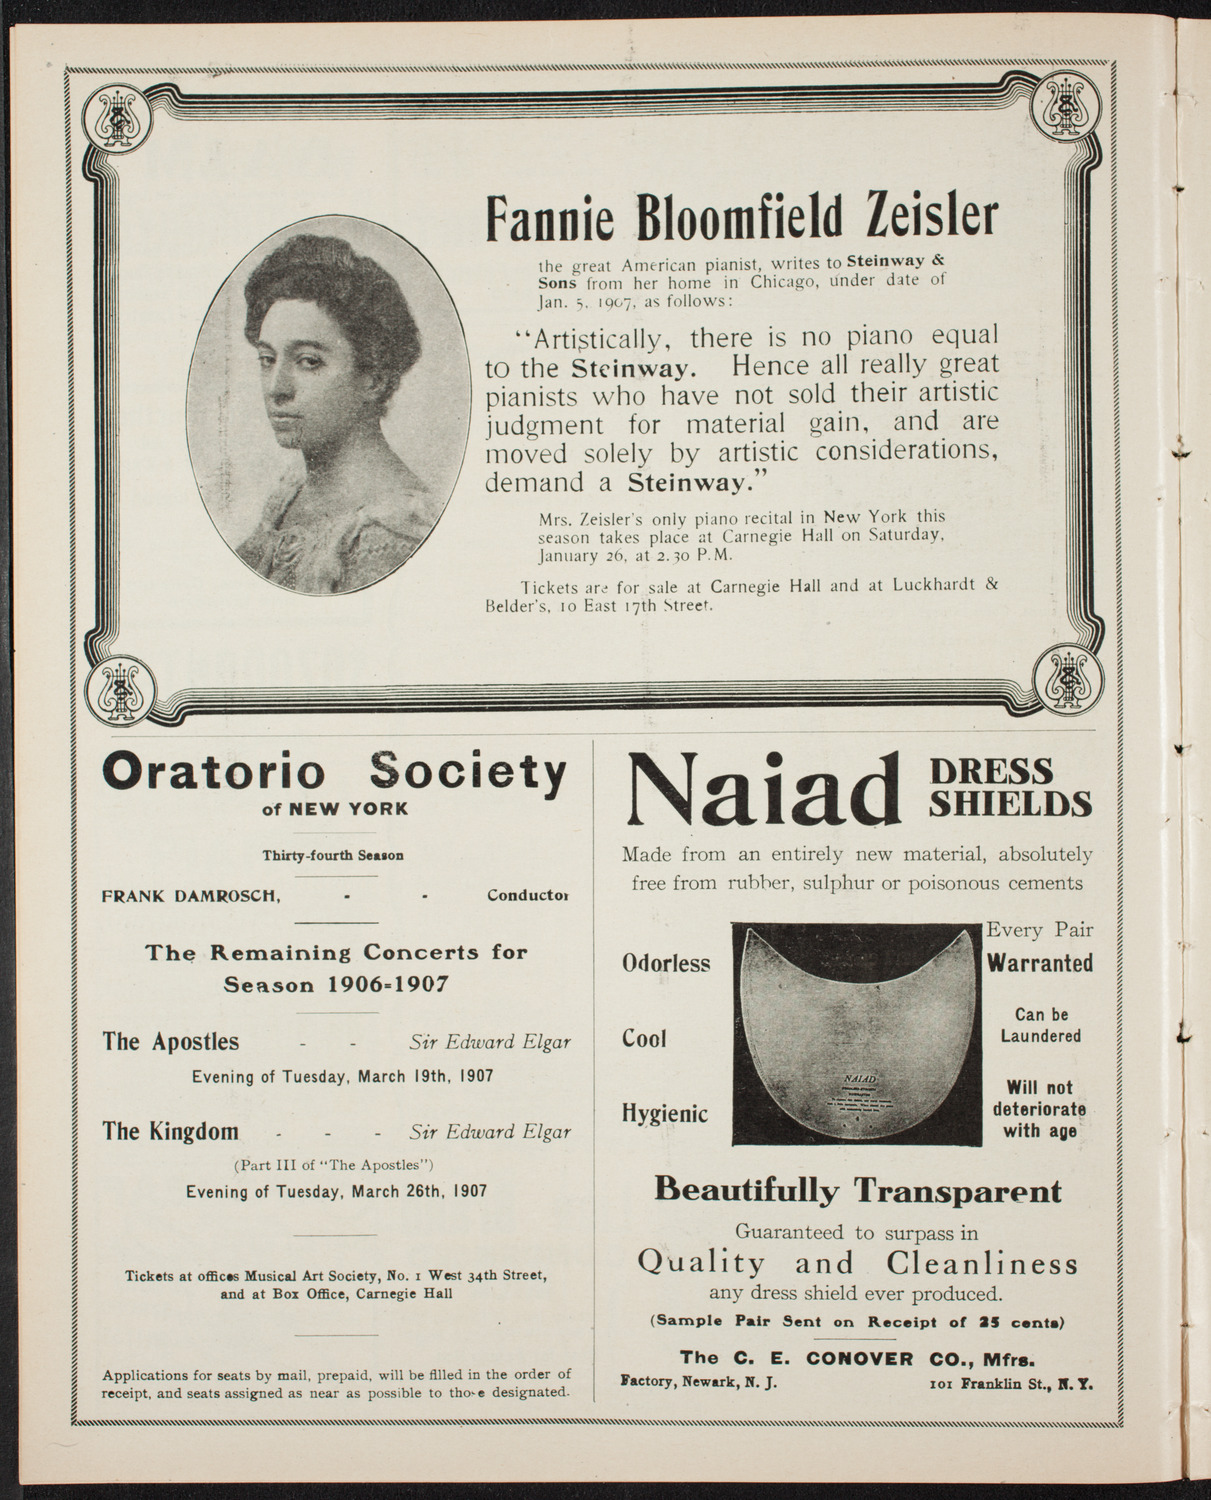 Fannie Bloomfield Zeisler
the great American pianist, writes to Steinway &
Sons from her home in Chicago, under date of
Jan. 5, 1907, as follows:
“Artistically, there is no piano equal
to the Steinway. Hence all really great
pianists who have not sold their artistic
judgment for material gain, and are
moved solely by artistic considerations,
demand a Steinway.”
Mrs. Zeisler's only piano recital in New York this
season takes place at Carnegie Hall on Saturday,
January 26, at 2.30 P.M.
Tickets are for sale at Carnegie Hall and at Luckhardt &
Belder's, 10 East 17th Street.
Oratorio Society
of NEW YORK
Thirty-fourth Season
FRANK DAMROSCH, - - Conductor
The Remaining Concerts for
Season 1906-1907
The Apostles - - Sir Edward Elgar
Evening of Tuesday, March 19th, 1907
The Kingdom - - - Sir Edward Elgar
(Part III of “The Apostles”)
Evening of Tuesday, March 26th, 1907
Tickets at offices Musical Art Society, No. 1 West 34th Street,
and at Box Office, Carnegie Hall
Applications for seats by mail, prepaid, will be filled in the order of
receipt, and seats assigned as near as possible to those designated.
Naiad DRESS
SHIELDS
Made from an entirely new material, absolutely
free from rubber, sulphur or poisonous cements
Odorless
Cool
Hygienic
NAIAD
Every Pair
Warranted
Can be
Laundered
Will not
deteriorate
with age
Beautifully Transparent
Guaranteed to surpass in
Quality and Cleanliness
any dress shield ever produced.
(Sample Pair Sent on Receipt of 25 cents)
The C. E. CONOVER CO., Mfrs.
Factory, Newark, N. J. 101 Franklin St., N. Y.